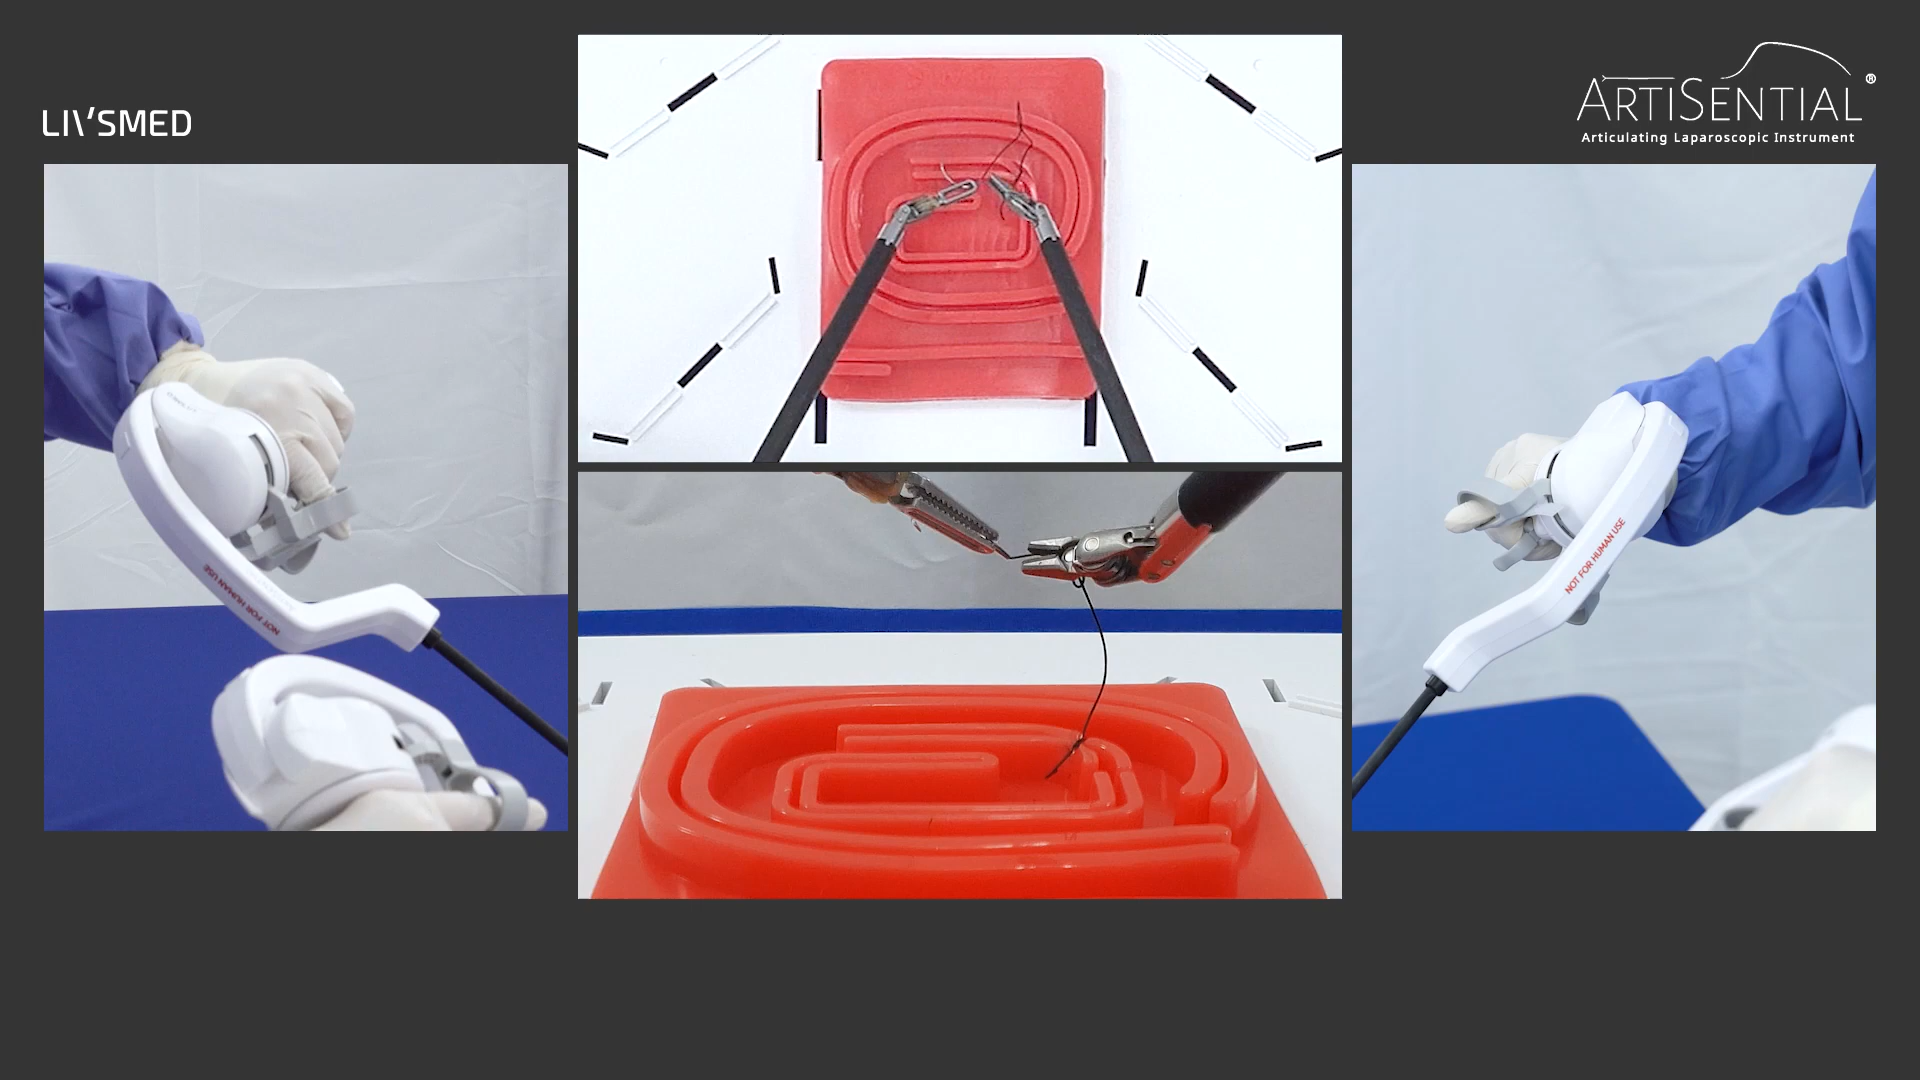 LIVSMED
ARTISENTIAL®
Articulating Laparoscopic Instrument
NOT FOR HUMAN USE
NOT FOR HUMAN USE